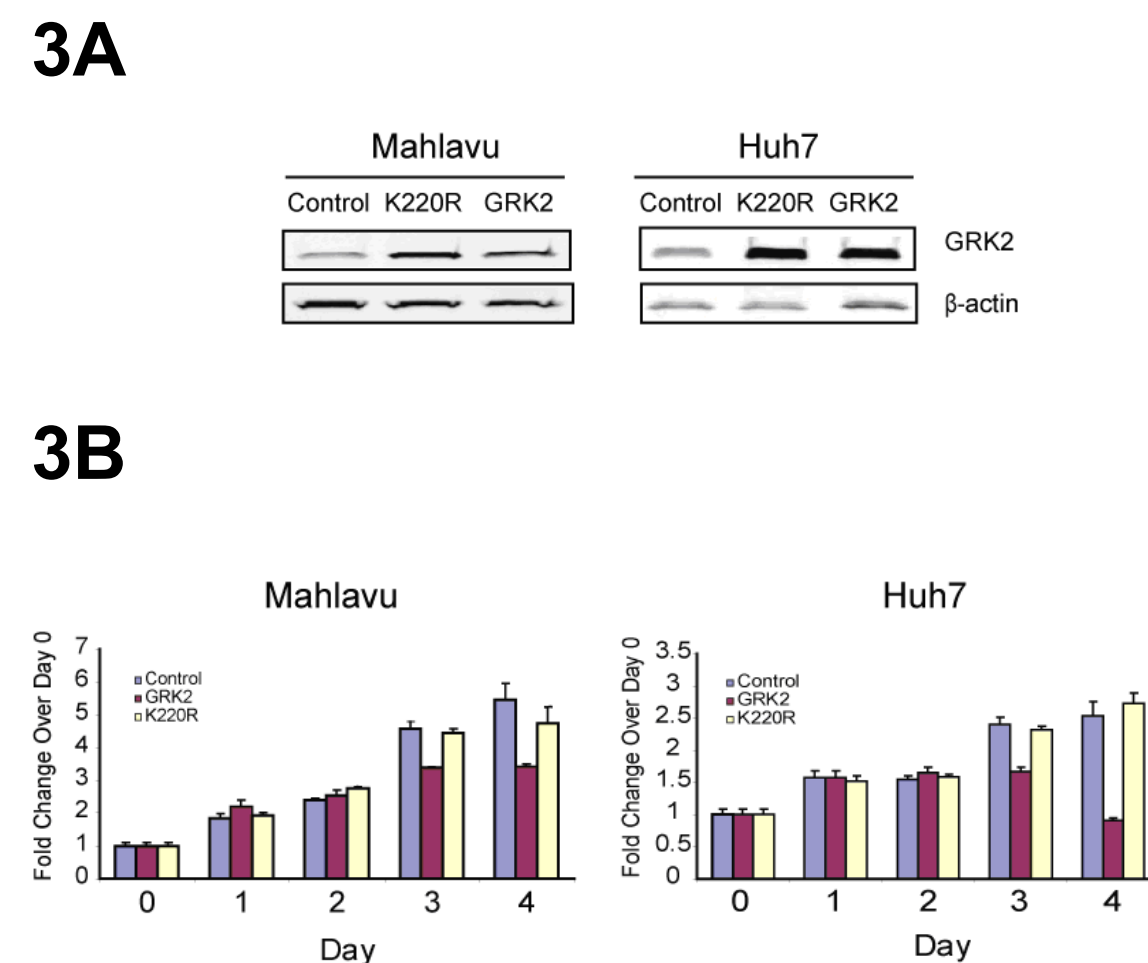 3A
Mahlavu
Huh7
Control K220R GRK2
Control K220R GRK2
GRK2
β-actin
3B
Mahlavu
Fold Change Over Day 0
7
6
5
4
3
2
1
0
Control
GRK2
K220R
0 1 2 3 4
Day
Huh7
Fold Change Over Day 0
3.5
3
2.5
2
1.5
1
0.5
0
Control
GRK2
K220R
0 1 2 3 4
Day